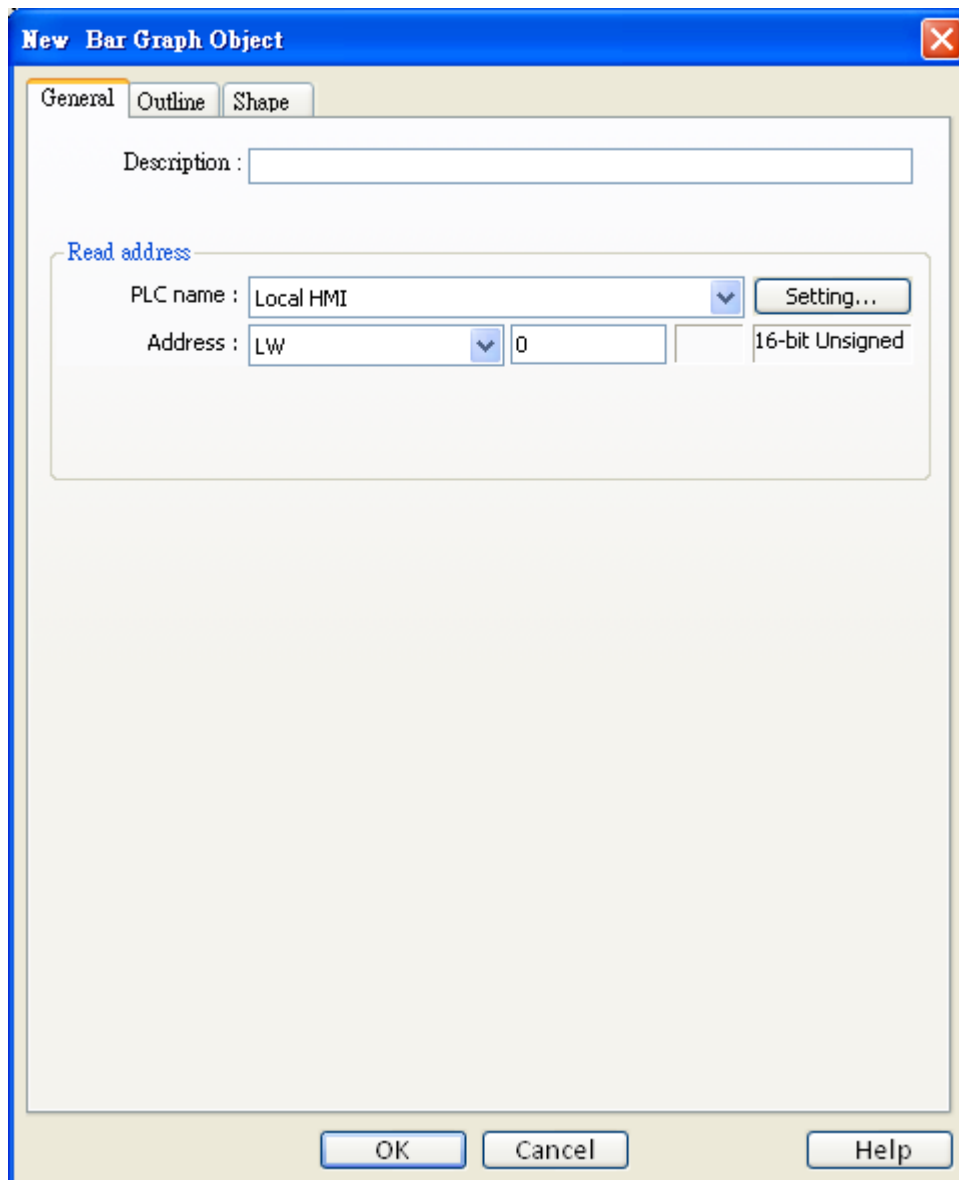 New Bar Graph Object
General Outline Shape
Description :
Read address
PLC name : Local HMI Setting...
Address : LW 0 16-bit Unsigned
OK Cancel Help